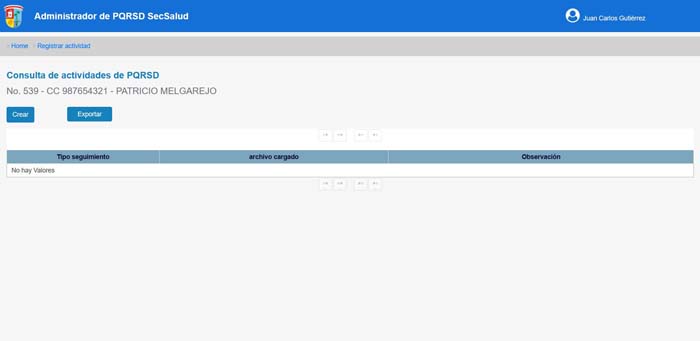 Administrador de PQRSD SecSalud
Juan Carlos Gutiérrez
Home Registrar actividad
Consulta de actividades de PQRSD
No. 539 - CC 987654321 - PATRICIO MELGAREJO
Crear Exportar
Tipo seguimiento archivo cargado Observación
No hay Valores